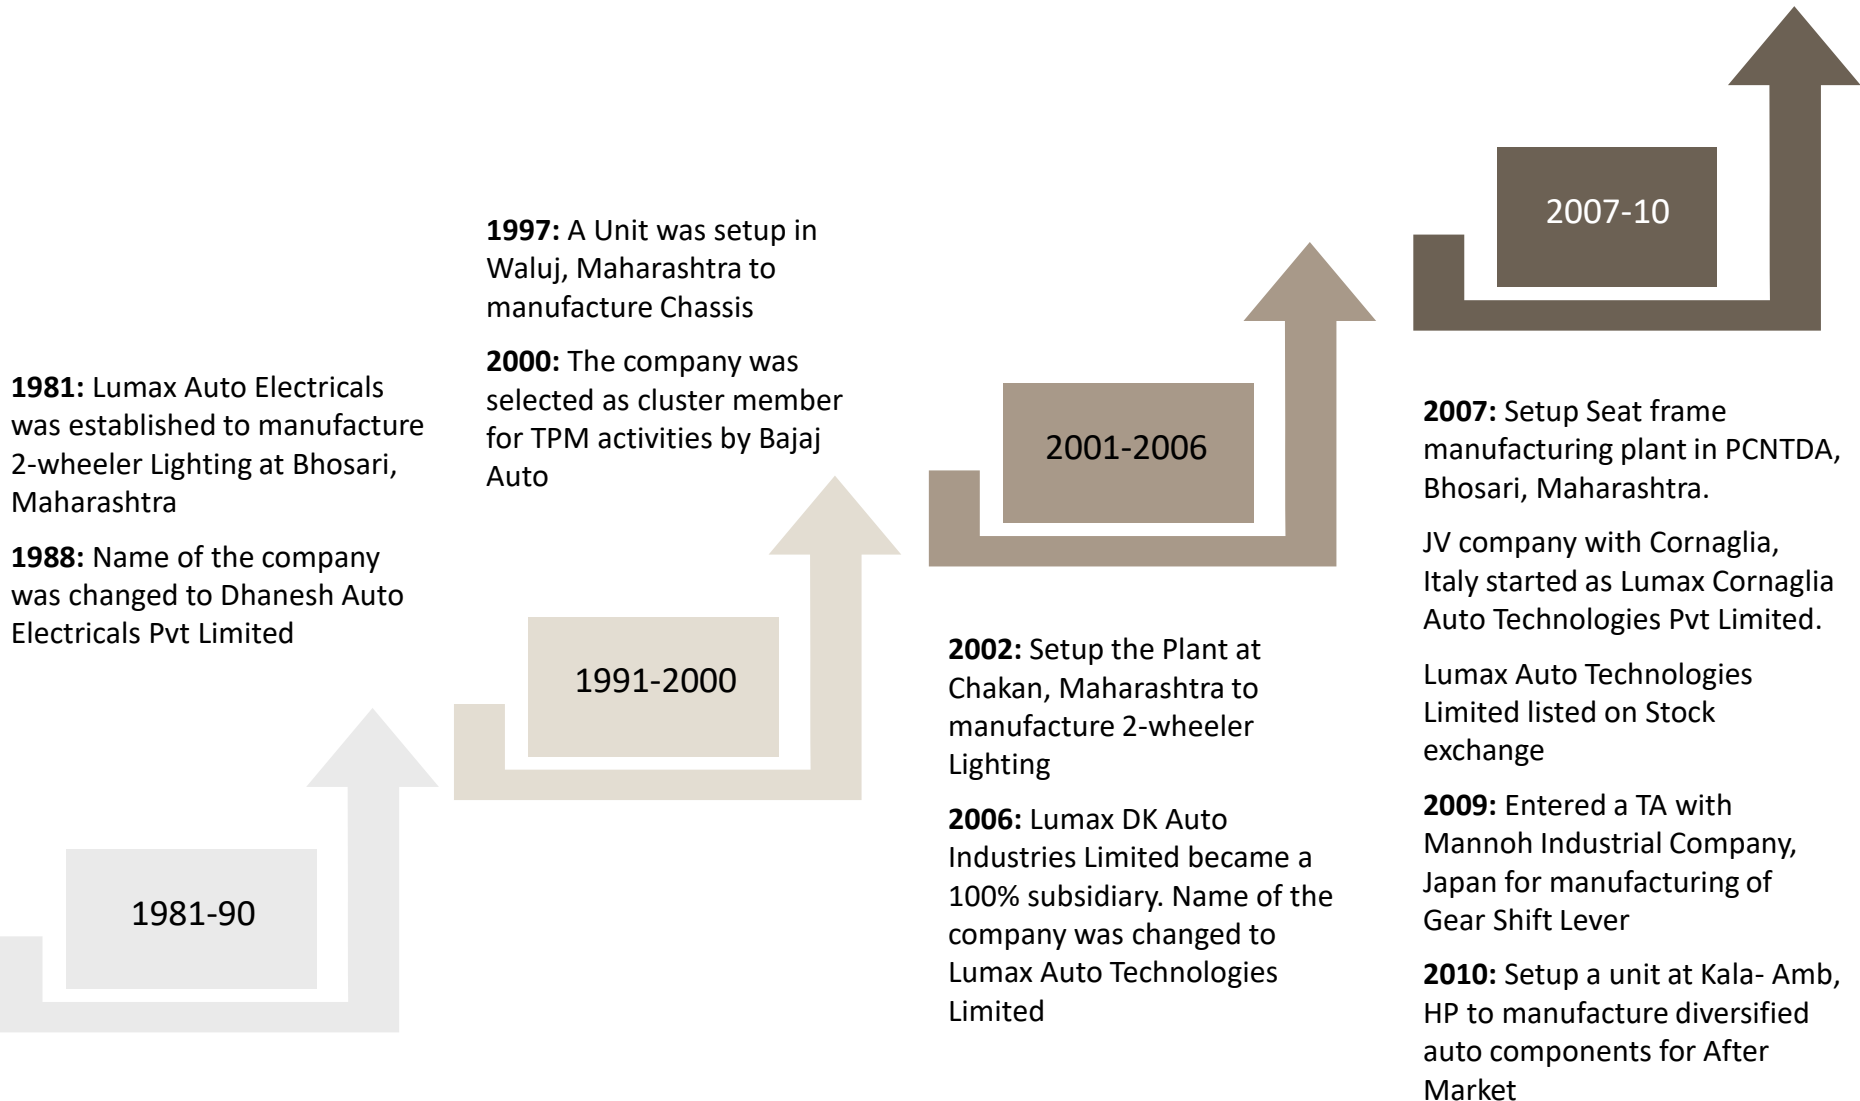 1981: Lumax Auto Electricals
was established to manufacture
2-wheeler Lighting at Bhosari,
Maharashtra
1988: Name of the company
was changed to Dhanesh Auto
Electricals Pvt Limited
1981-90
1997: A Unit was setup in
Waluj, Maharashtra to
manufacture Chassis
2000: The company was
selected as cluster member
for TPM activities by Bajaj
Auto
1991-2000
2001-2006
2002: Setup the Plant at
Chakan, Maharashtra to
manufacture 2-wheeler
Lighting
2006: Lumax DK Auto
Industries Limited became a
100% subsidiary. Name of the
company was changed to
Lumax Auto Technologies
Limited
2007-10
2007: Setup Seat frame
manufacturing plant in PCNTDA,
Bhosari, Maharashtra.
JV company with Cornaglia,
Italy started as Lumax Cornaglia
Auto Technologies Pvt Limited.
Lumax Auto Technologies
Limited listed on Stock
exchange
2009: Entered a TA with
Mannoh Industrial Company,
Japan for manufacturing of
Gear Shift Lever
2010: Setup a unit at Kala- Amb,
HP to manufacture diversified
auto components for After
Market